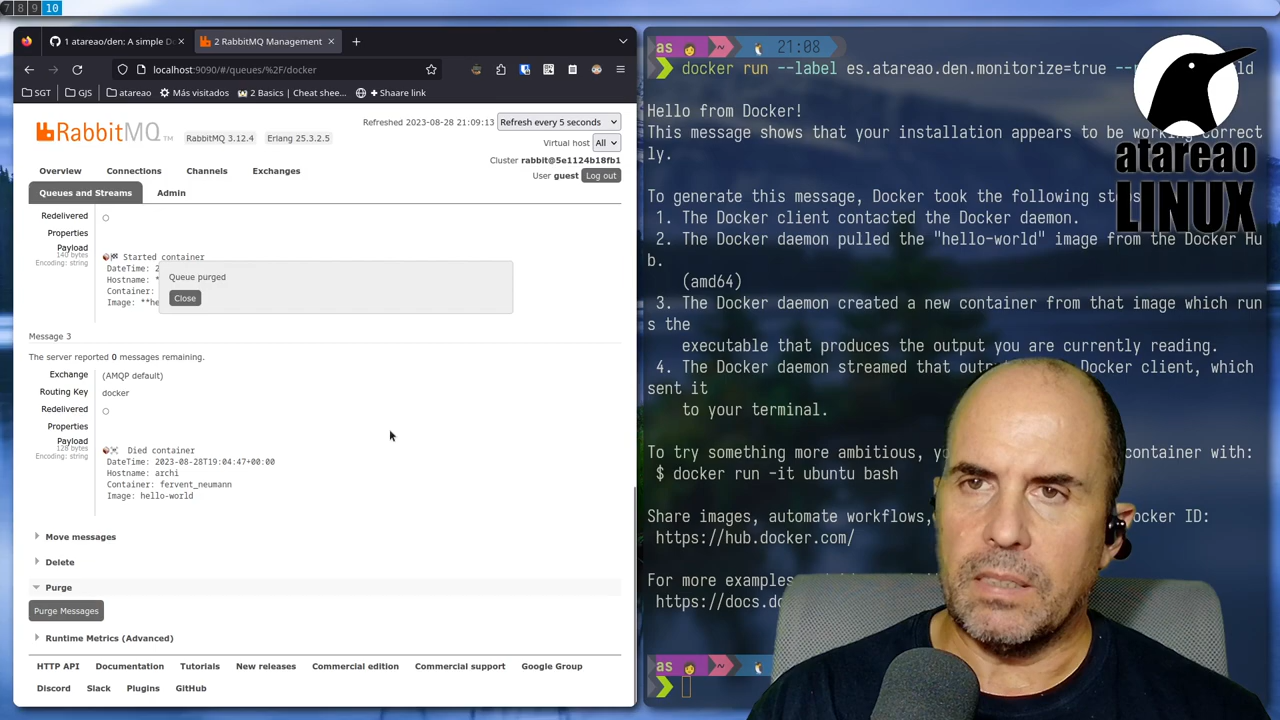 7 8 9 10
1 atareao/den: A simple De
2 RabbitMQ Management
localhost:9090/#/queues/%2F/docker
SGT
GJS
atareao
Más visitados
2 Basics | Cheat shee...
Shaare link
RabbitMQ TM
RabbitMQ 3.12.4
Erlang 25.3.2.5
Refreshed 2023-08-28 21:09:13
Refresh every 5 seconds
Virtual host All
Cluster rabbit@5e1124b18fb1
User guest Log out
Overview
Connections
Channels
Exchanges
Queues and Streams
Admin
Redelivered
Properties
Payload
140 bytes
Encoding: string
Started container
DateTime: 2
Hostname: *
Container:
Image: **he
Queue purged
Close
Message 3
The server reported 0 messages remaining.
Exchange (AMQP default)
Routing Key docker
Redelivered
Properties
Payload
128 bytes
Encoding: string
Died container
DateTime: 2023-08-28T19:04:47+00:00
Hostname: archi
Container: fervent_neumann
Image: hello-world
Move messages
Delete
Purge
Purge Messages
Runtime Metrics (Advanced)
HTTP API
Documentation
Tutorials
New releases
Commercial edition
Commercial support
Google Group
Discord
Slack
Plugins
GitHub
as ~ 21:08
docker run --label es.atareao.den.monitorize=true
Hello from Docker!
This message shows that your installation appears to be working correct
ly.
To generate this message, Docker took the following steps
1. The Docker client contacted the Docker daemon.
2. The Docker daemon pulled the "hello-world" image from the Docker Hu
b.
(amd64)
3. The Docker daemon created a new container from that image which run
s the
executable that produces the output you are currently reading.
4. The Docker daemon streamed that Docker client, which
sent it
to your terminal.
To try something more ambitious, container with:
$ docker run -it ubuntu bash
Share images, automate workflows, ID:
https://hub.docker.com/
For more examples
https://docs.do
as ~
atareao
LINUX